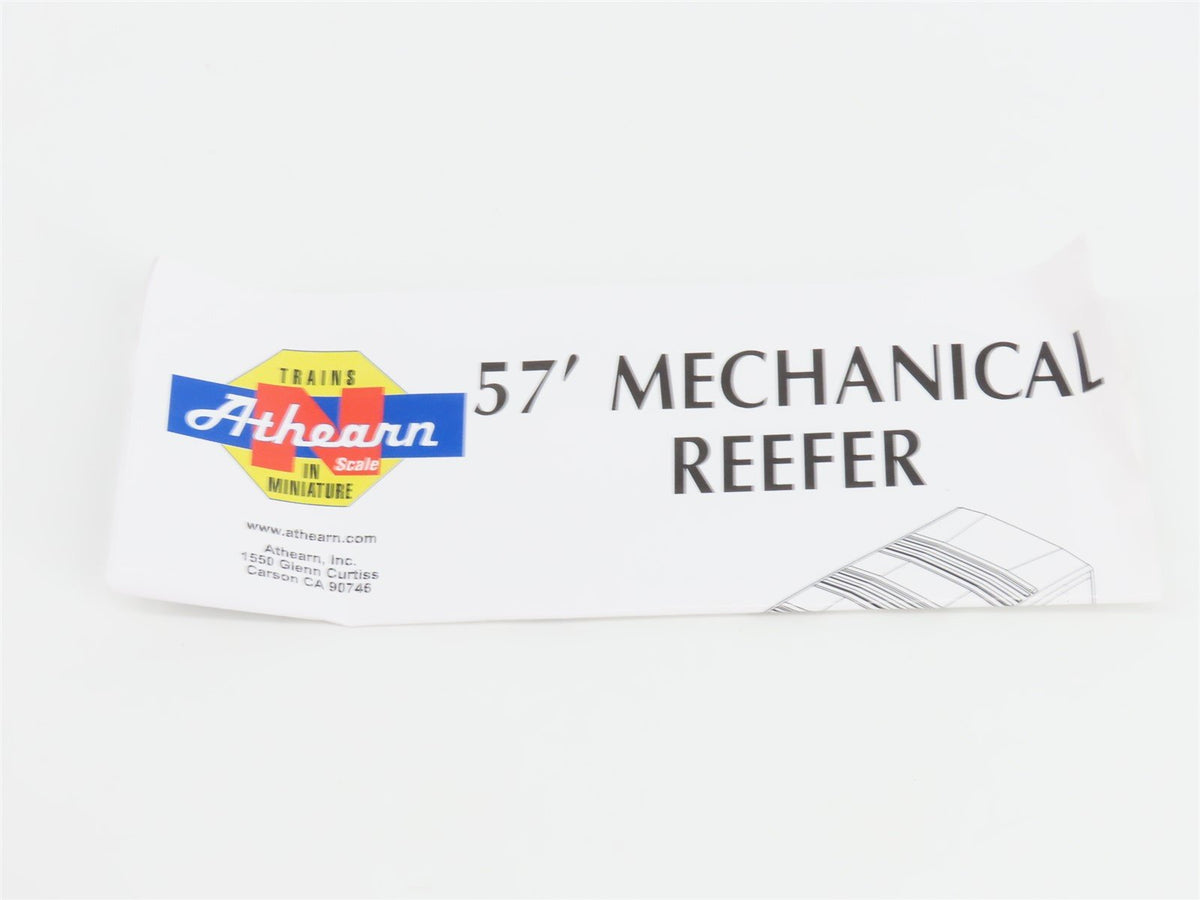 TRAINS
Athearn
N
Scale
IN
MINIATURE
www.athearn.com
Athearn, Inc.
1550 Glenn Curtiss
Carson CA 90746
57' MECHANICAL
REEFER